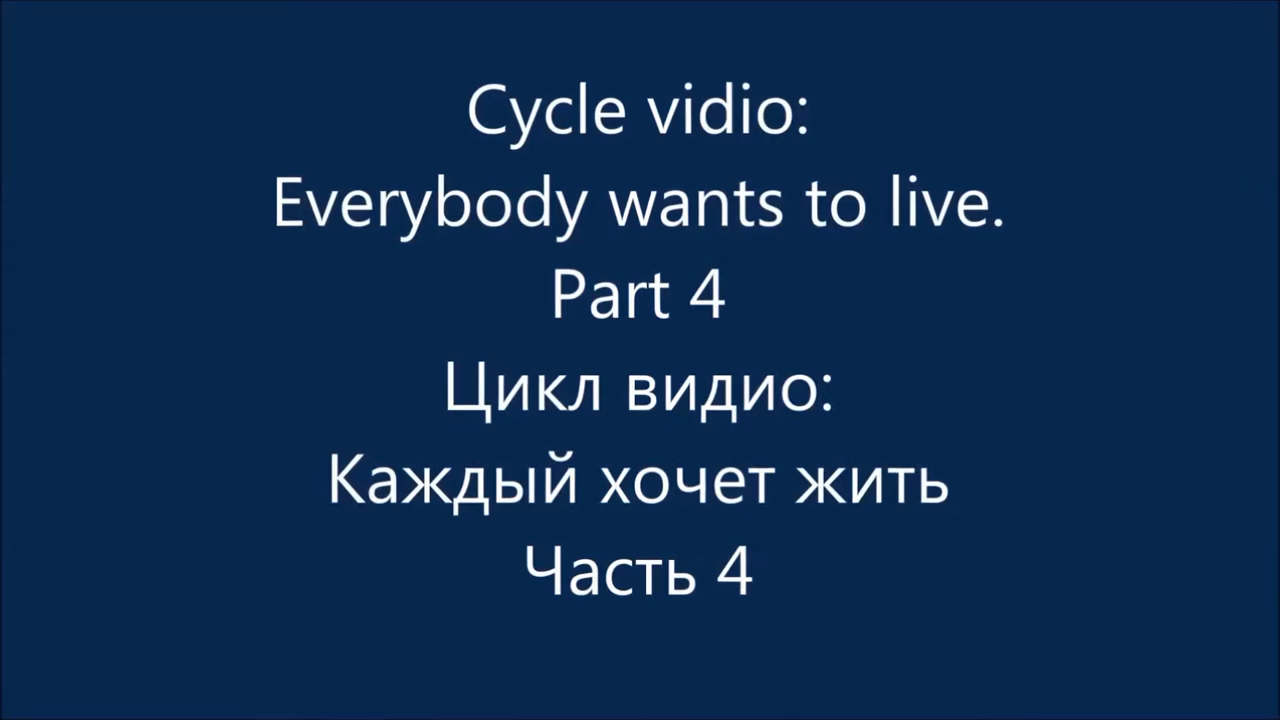 Cycle vidio:
Everybody wants to live.
Part 4
Цикл видио:
Каждый хочет жить
Часть 4